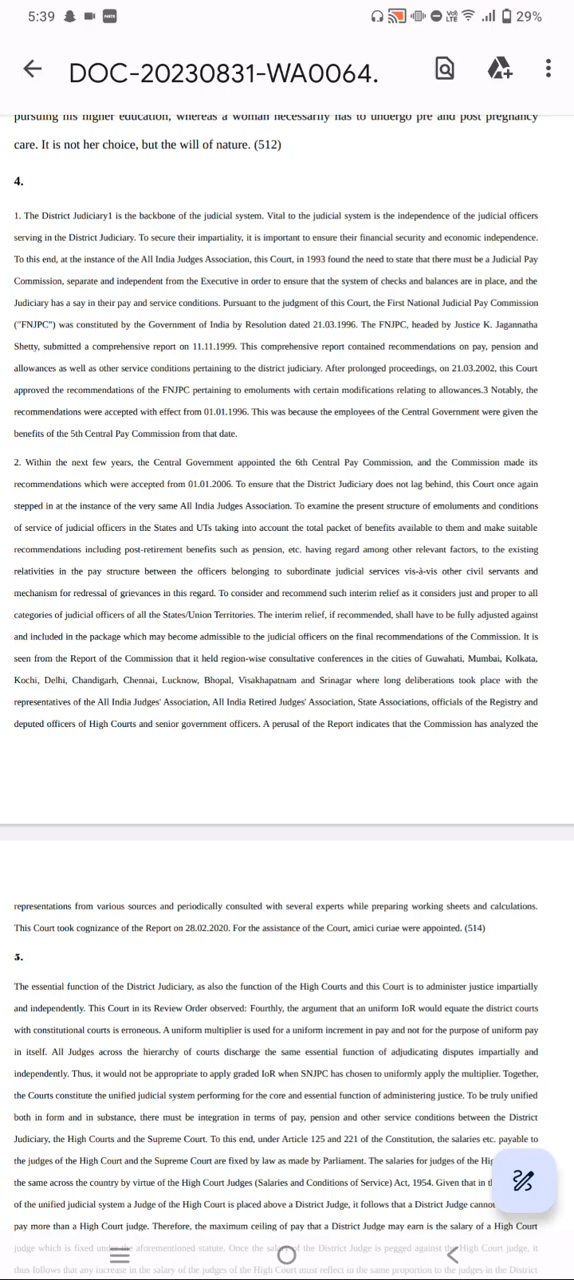 5:39
29%
DOC-20230831-WA0064.
pursuing his higher education, whereas a woman necessarily has to undergo pre and post pregnancy
care. It is not her choice, but the will of nature. (512)
4.
1. The District Judiciary1 is the backbone of the judicial system. Vital to the judicial system is the independence of the judicial officers
serving in the District Judiciary. To secure their impartiality, it is important to ensure their financial security and economic independence.
To this end, at the instance of the All India Judges Association, this Court, in 1993 found the need to state that there must be a Judicial Pay
Commission, separate and independent from the Executive in order to ensure that the system of checks and balances are in place, and the
Judiciary has a say in their pay and service conditions. Pursuant to the judgment of this Court, the First National Judicial Pay Commission
("FNJPC") was constituted by the Government of India by Resolution dated 21.03.1996. The FNJPC, headed by Justice K. Jagannatha
Shetty, submitted a comprehensive report on 11.11.1999. This comprehensive report contained recommendations on pay, pension and
allowances as well as other service conditions pertaining to the district judiciary. After prolonged proceedings, on 21.03.2002, this Court
approved the recommendations of the FNJPC pertaining to emoluments with certain modifications relating to allowances.3 Notably, the
recommendations were accepted with effect from 01.01.1996. This was because the employees of the Central Government were given the
benefits of the 5th Central Pay Commission from that date.
2. Within the next few years, the Central Government appointed the 6th Central Pay Commission, and the Commission made its
recommendations which were accepted from 01.01.2006. To ensure that the District Judiciary does not lag behind, this Court once again
stepped in at the instance of the very same All India Judges Association. To examine the present structure of emoluments and conditions
of service of judicial officers in the States and UTs taking into account the total packet of benefits available to them and make suitable
recommendations including post-retirement benefits such as pension, etc. having regard among other relevant factors, to the existing
relativities in the pay structure between the officers belonging to subordinate judicial services vis-à-vis other civil servants and
mechanism for redressal of grievances in this regard. To consider and recommend such interim relief as it considers just and proper to all
categories of judicial officers of all the States/Union Territories. The interim relief, if recommended, shall have to be fully adjusted against
and included in the package which may become admissible to the judicial officers on the final recommendations of the Commission. It is
seen from the Report of the Commission that it held region-wise consultative conferences in the cities of Guwahati, Mumbai, Kolkata,
Kochi, Delhi, Chandigarh, Chennai, Lucknow, Bhopal, Visakhapatnam and Srinagar where long deliberations took place with the
representatives of the All India Judges' Association, All India Retired Judges' Association, State Associations, officials of the Registry and
deputed officers of High Courts and senior government officers. A perusal of the Report indicates that the Commission has analyzed the
representations from various sources and periodically consulted with several experts while preparing working sheets and calculations.
This Court took cognizance of the Report on 28.02.2020. For the assistance of the Court, amici curiae were appointed. (514)
5.
The essential function of the District Judiciary, as also the function of the High Courts and this Court is to administer justice impartially
and independently. This Court in its Review Order observed: Fourthly, the argument that an uniform IoR would equate the district courts
with constitutional courts is erroneous. A uniform multiplier is used for a uniform increment in pay and not for the purpose of uniform pay
in itself. All Judges across the hierarchy of courts discharge the same essential function of adjudicating disputes impartially and
independently. Thus, it would not be appropriate to apply graded IoR when SNJPC has chosen to uniformly apply the multiplier. Together,
the Courts constitute the unified judicial system performing for the core and essential function of administering justice. To be truly unified
both in form and in substance, there must be integration in terms of pay, pension and other service conditions between the District
Judiciary, the High Courts and the Supreme Court. To this end, under Article 125 and 221 of the Constitution, the salaries etc. payable to
the judges of the High Court and the Supreme Court are fixed by law as made by Parliament. The salaries for judges of the
the same across the country by virtue of the High Court Judges (Salaries and Conditions of Service) Act, 1954. Given that in
of the unified judicial system a Judge of the High Court is placed above a District Judge, it follows that a District Judge
pay more than a High Court judge. Therefore, the maximum ceiling of pay that a District Judge may earn is the salary of a High Court
judge which is fixed under the aforementioned statute. Once the salary of the District Judge is pegged against the High Court judge, it
thus follows that any increase in the salary of the judges of the High Court must reflect in the same proportion to the judges in the District